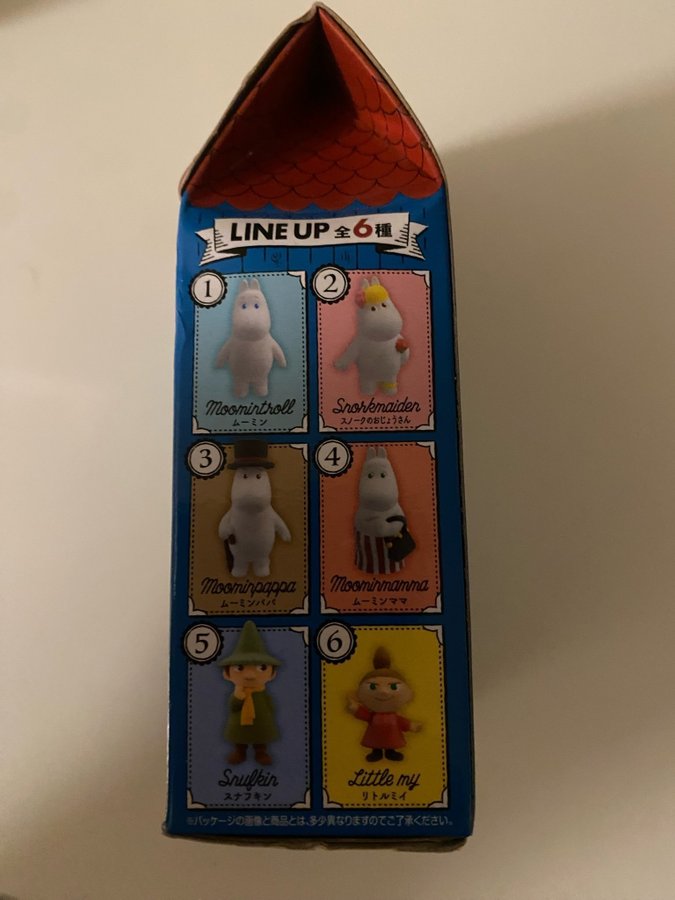 LINE UP 全6種
1
2
Moomintroll
ムーミン
Snorkmaiden
スノークのおじょうさん
3
4
Moominpappa
ムーミンパパ
Moominmamma
ムーミンママ
5
6
Snufkin
スナフキン
Little my
リトルミイ
※パッケージの画像と商品とは、多少異なりますのでご了承ください。